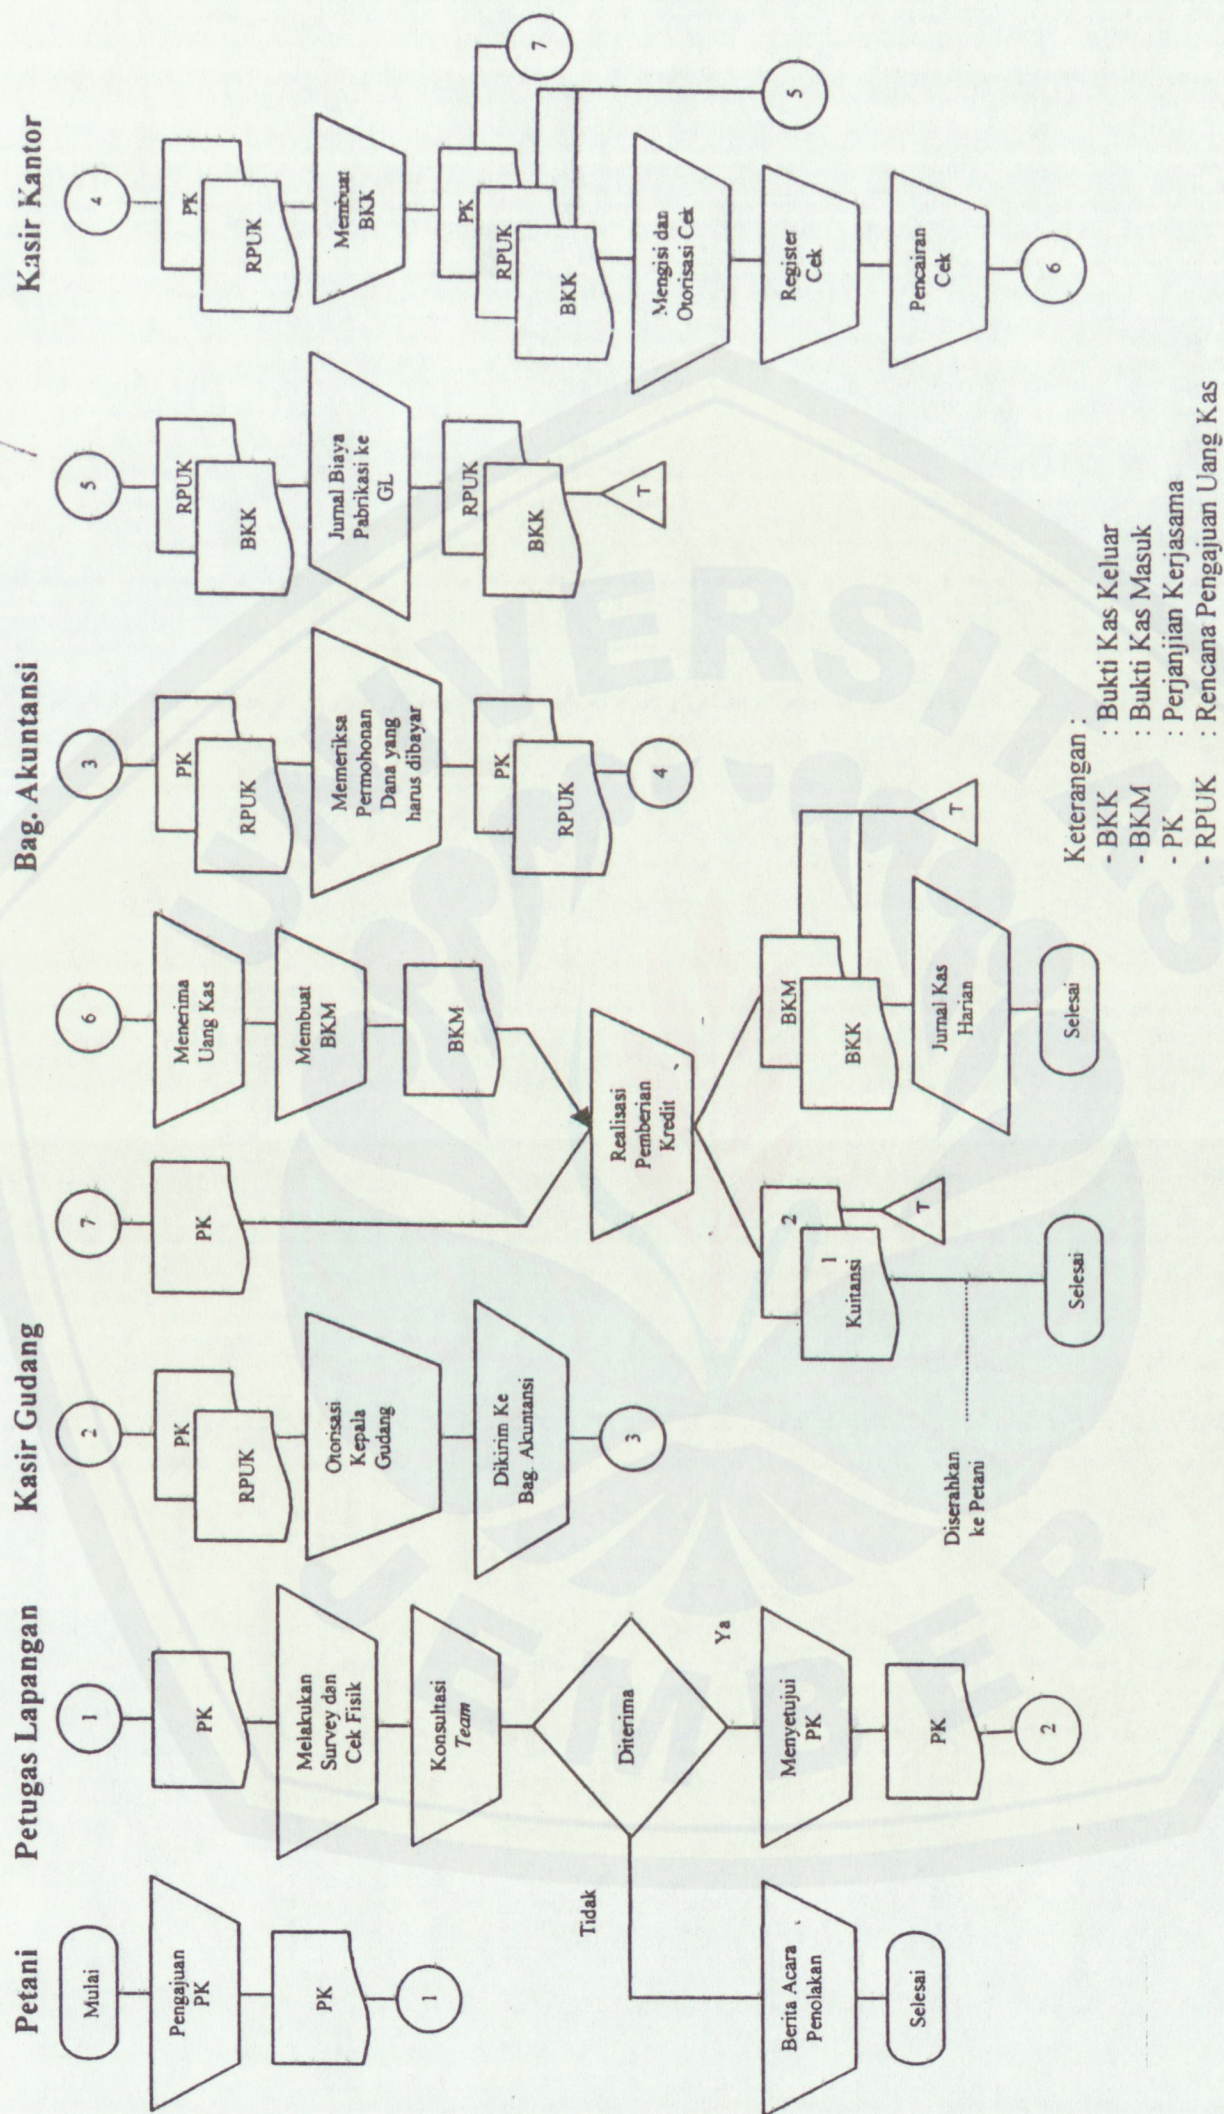 Petani
Mulai
Pengajuan
PK
PK
1
Petugas Lapangan
1
PK
Melakukan
Survey dan
Cek Fisik
Konsultasi
Team
Diterima
Tidak
Ya
Berita Acara
Penolakan
Selesai
Menyetujui
PK
PK
2
Kasir Gudang
2
PK
RPUK
Otorisasi
Kepala
Gudang
Dikirim Ke
Bag. Akuntansi
3
7
PK
6
Menerima
Uang Kas
Membuat
BKM
BKM
Realisasi
Pemberian
Kredit
2
1
Kuitansi
T
Diserahkan
ke Petani
Selesai
BKM
BKK
T
Jurnal Kas
Harian
Selesai
Bag. Akuntansi
3
PK
RPUK
Memeriksa
Permohonan
Dana yang
harus dibayar
PK
RPUK
4
5
RPUK
BKK
Jurnal Biaya
Pabrikasi ke
GL
RPUK
BKK
T
Kasir Kantor
4
PK
RPUK
Membuat
BKK
PK
RPUK
BKK
7
5
Mengisi dan
Otorisasi Cek
Register
Cek
Pencairan
Cek
6
Keterangan :
- BKK : Bukti Kas Keluar
- BKM : Bukti Kas Masuk
- PK : Perjanjian Kerjasama
- RPUK : Rencana Pengajuan Uang Kas
UNIVERSITAS
JEMBER